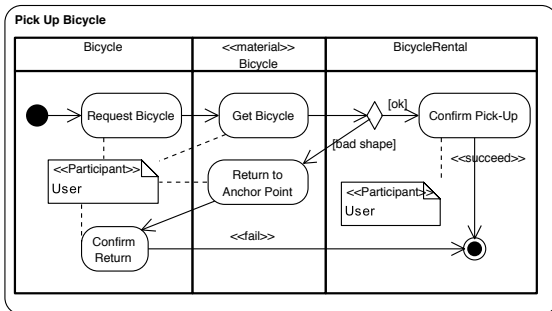 Pick Up Bicycle
Bicycle
<<material>>
Bicycle
BicycleRental
Request Bicycle
Get Bicycle
[ok]
Confirm Pick-Up
[bad shape]
<<succeed>>
<<Participant>>
User
Return to
Anchor Point
<<Participant>>
User
Confirm
Return
<<fail>>